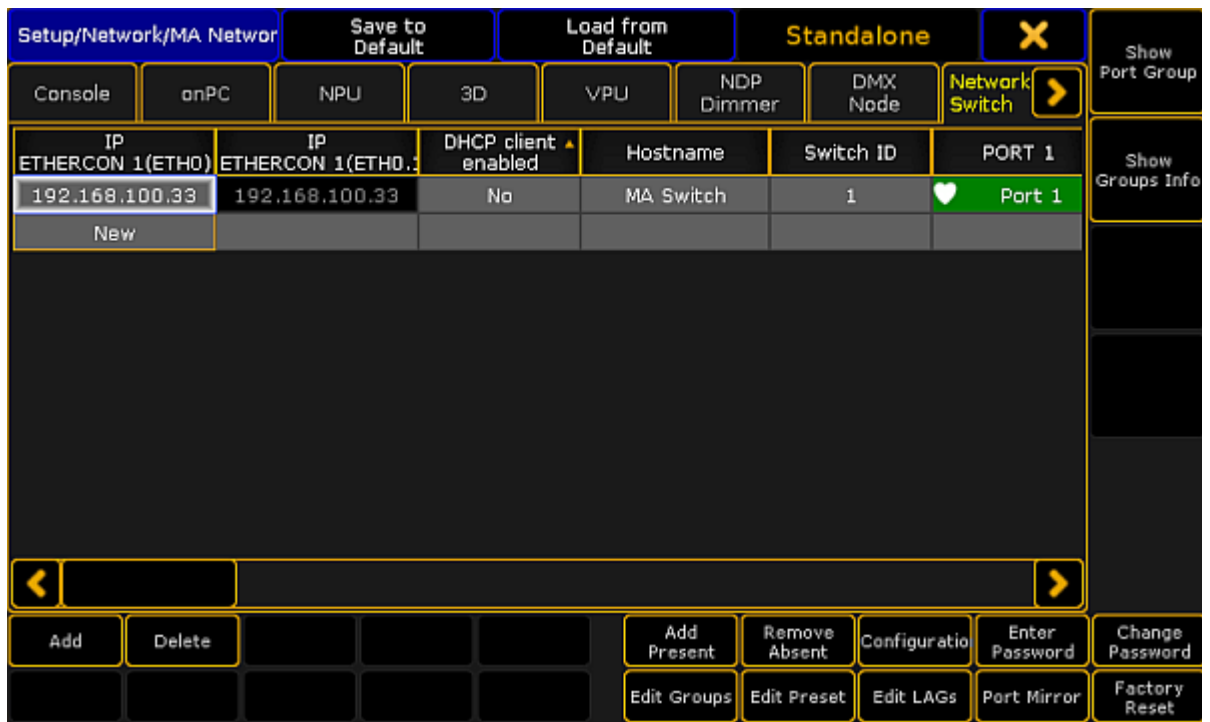 Setup/Network/MA Networ
Save to
Default
Load from
Default
Standalone
Show
Port Group
Console
onPC
NPU
3D
VPU
NDP
Dimmer
DMX
Node
Network
Switch
IP
ETHERCON 1(ETH0)
IP
ETHERCON 1(ETH0.:
DHCP client
enabled
Hostname
Switch ID
PORT 1
Show
Groups Info
192.168.100.33
192.168.100.33
No
MA Switch
1
Port 1
New
Add
Delete
Add
Present
Remove
Absent
Configuratio
Enter
Password
Change
Password
Edit Groups
Edit Preset
Edit LAGs
Port Mirror
Factory
Reset